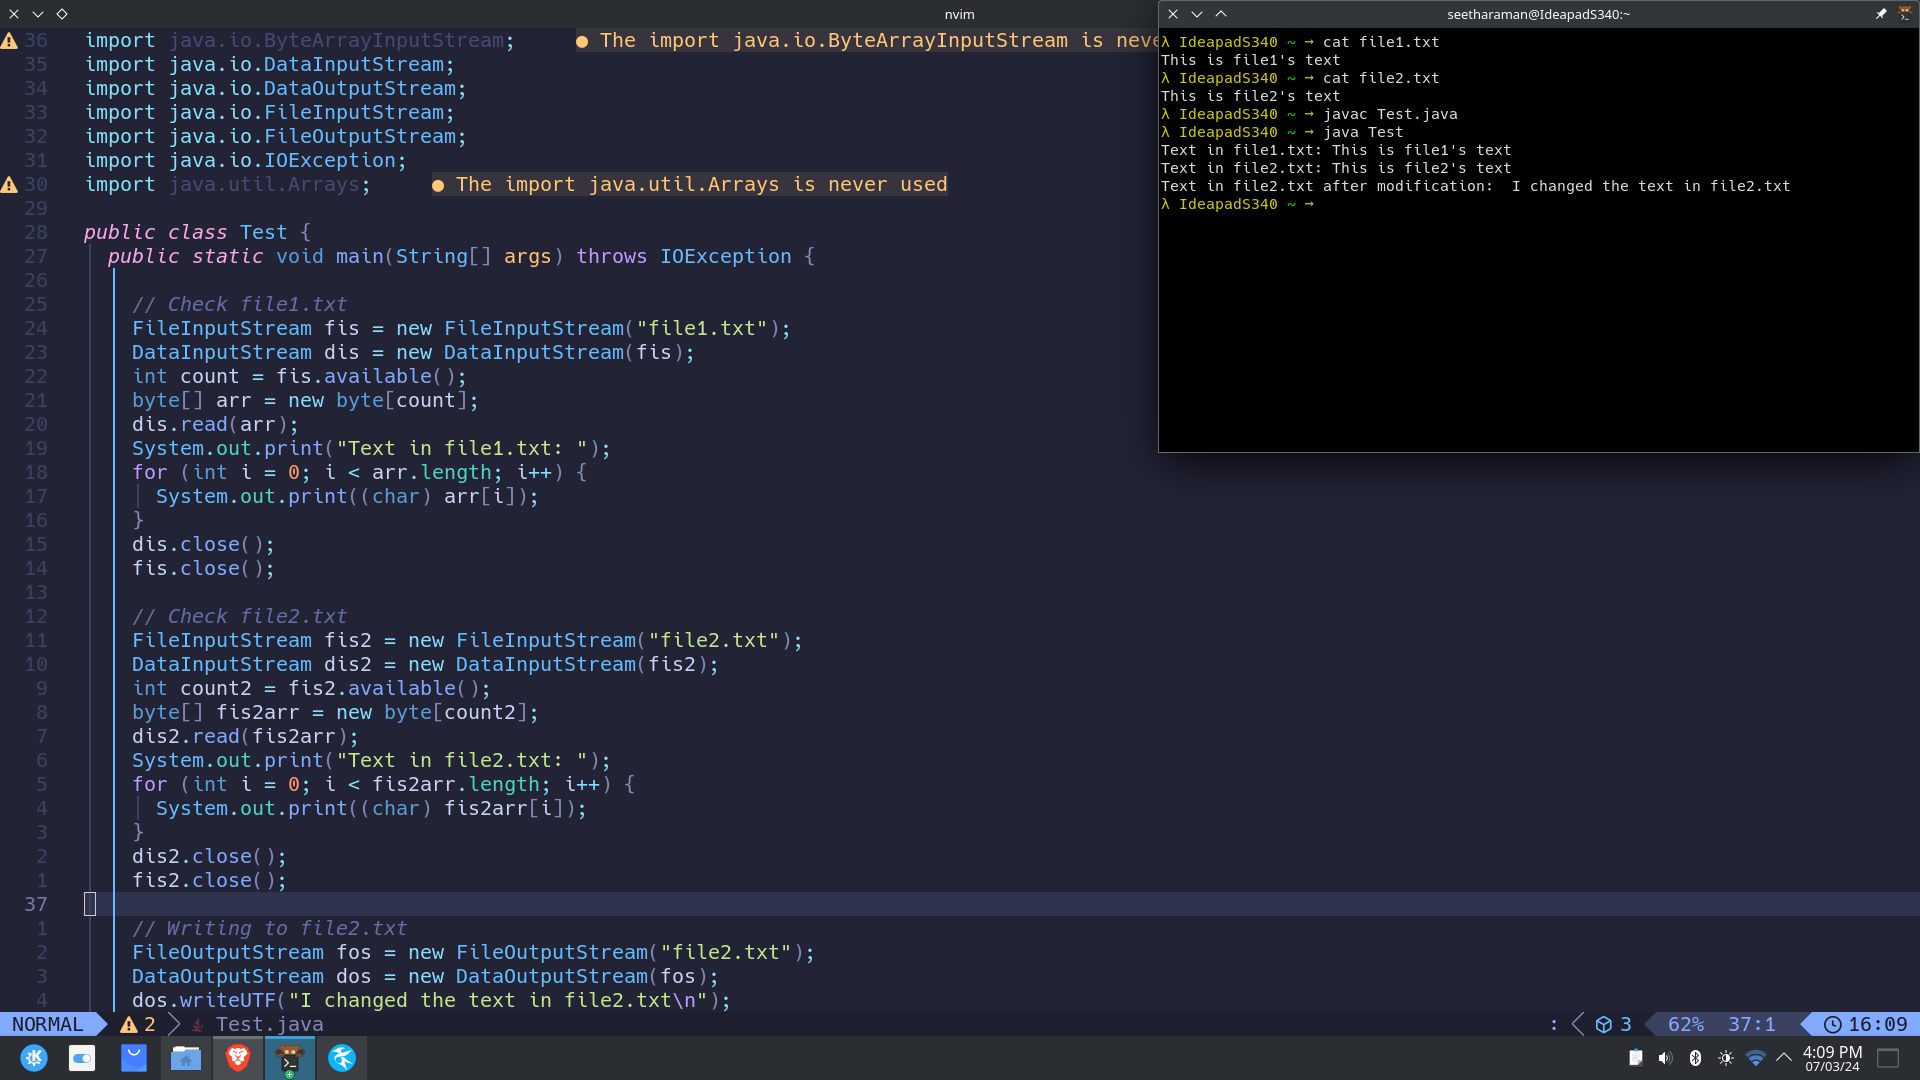 nvim
36 import java.io.ByteArrayInputStream; ● The import java.io.ByteArrayInputStream is neve
35 import java.io.DataInputStream;
34 import java.io.DataOutputStream;
33 import java.io.FileInputStream;
32 import java.io.FileOutputStream;
31 import java.io.IOException;
30 import java.util.Arrays; ● The import java.util.Arrays is never used
29
28 public class Test {
27 public static void main(String[] args) throws IOException {
26
25 // Check file1.txt
24 FileInputStream fis = new FileInputStream("file1.txt");
23 DataInputStream dis = new DataInputStream(fis);
22 int count = fis.available();
21 byte[] arr = new byte[count];
20 dis.read(arr);
19 System.out.print("Text in file1.txt: ");
18 for (int i = 0; i < arr.length; i++) {
17 System.out.print((char) arr[i]);
16 }
15 dis.close();
14 fis.close();
13
12 // Check file2.txt
11 FileInputStream fis2 = new FileInputStream("file2.txt");
10 DataInputStream dis2 = new DataInputStream(fis2);
9 int count2 = fis2.available();
8 byte[] fis2arr = new byte[count2];
7 dis2.read(fis2arr);
6 System.out.print("Text in file2.txt: ");
5 for (int i = 0; i < fis2arr.length; i++) {
4 System.out.print((char) fis2arr[i]);
3 }
2 dis2.close();
1 fis2.close();
37
1 // Writing to file2.txt
2 FileOutputStream fos = new FileOutputStream("file2.txt");
3 DataOutputStream dos = new DataOutputStream(fos);
4 dos.writeUTF("I changed the text in file2.txt\n");
NORMAL 2 Test.java : 3 62% 37:1 16:09
seetharaman@IdeapadS340:~
λ IdeapadS340 ~ → cat file1.txt
This is file1's text
λ IdeapadS340 ~ → cat file2.txt
This is file2's text
λ IdeapadS340 ~ → javac Test.java
λ IdeapadS340 ~ → java Test
Text in file1.txt: This is file1's text
Text in file2.txt: This is file2's text
Text in file2.txt after modification:  I changed the text in file2.txt
λ IdeapadS340 ~ →
4:09 PM
07/03/24